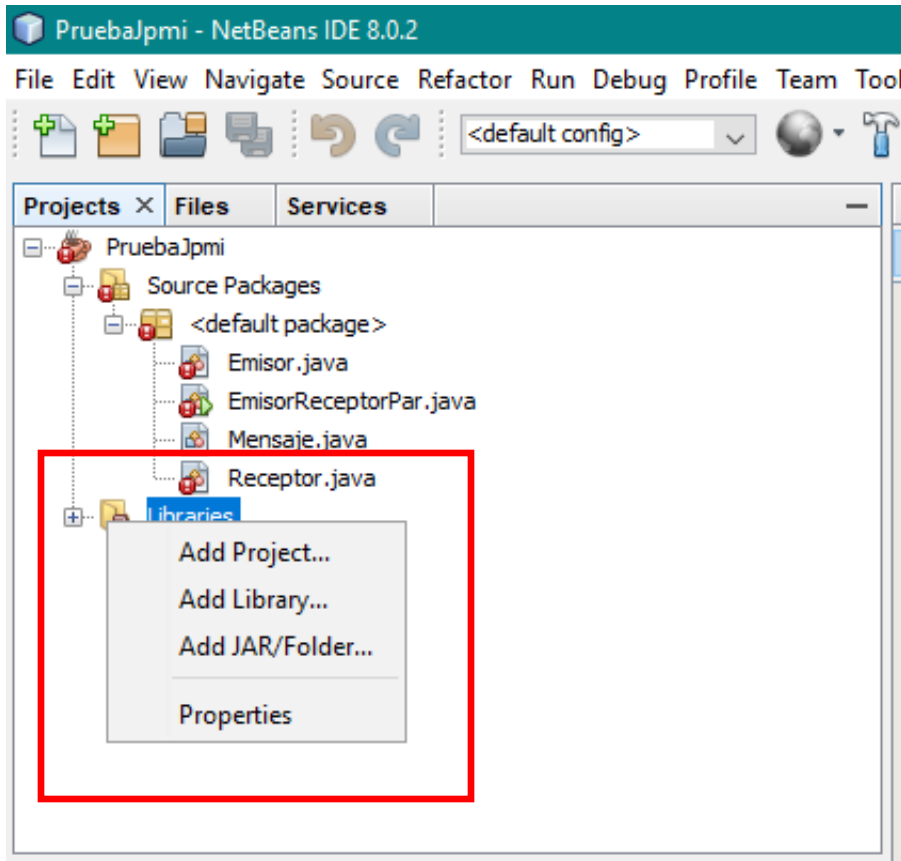 PruebaJpmi - NetBeans IDE 8.0.2
File Edit View Navigate Source Refactor Run Debug Profile Team Tool
<default config>
Projects Files Services
PruebaJpmi
Source Packages
<default package>
Emisor.java
EmisorReceptorPar.java
Mensaje.java
Receptor.java
Libraries
Add Project...
Add Library...
Add JAR/Folder...
Properties